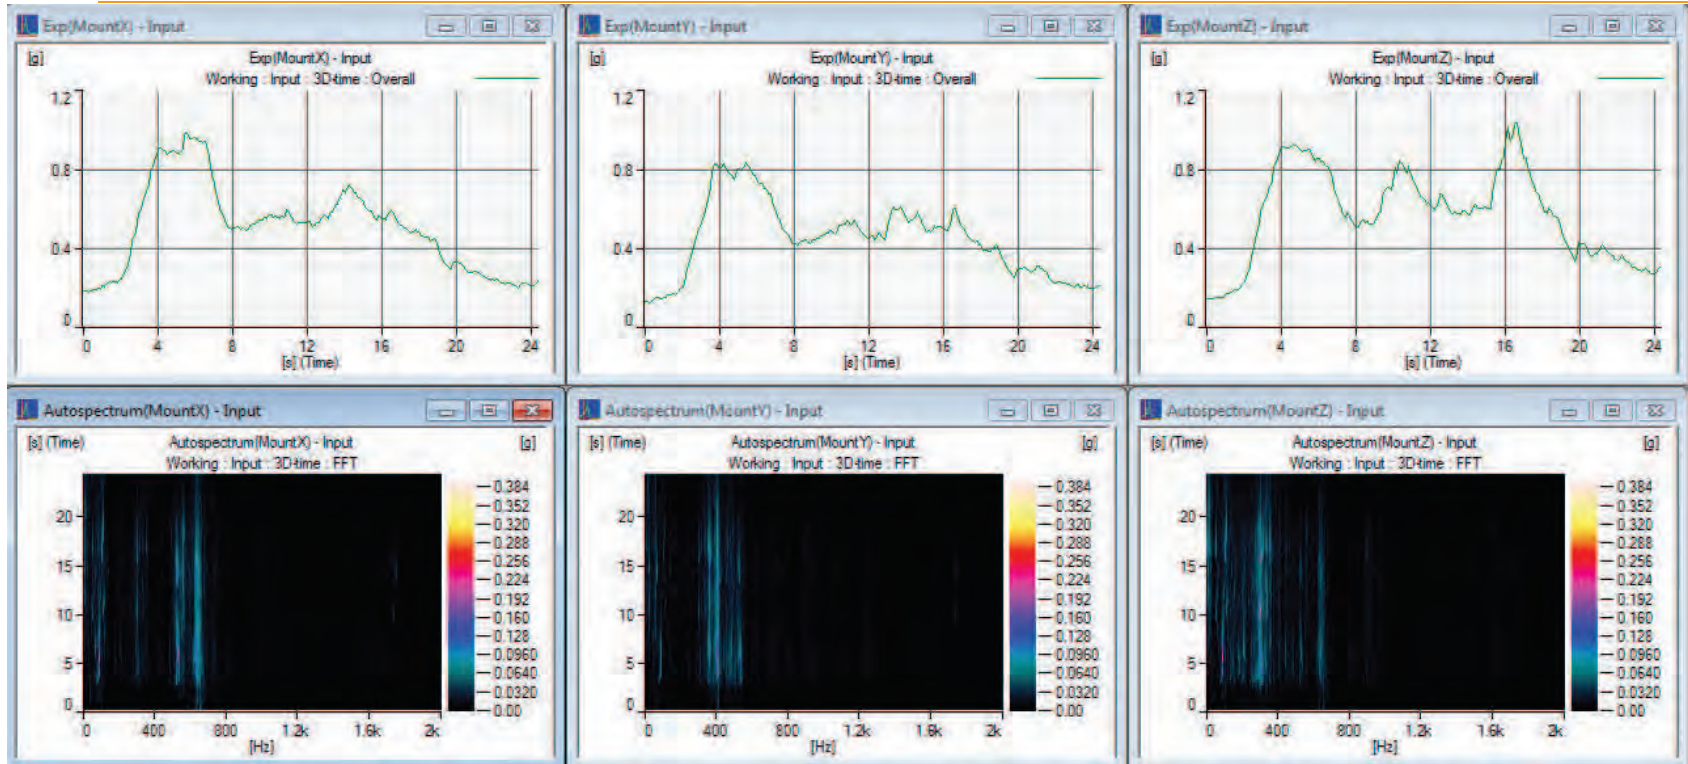 Exp(MountX) - Input
[g]
Exp(MountX) - Input
Working : Input : 3D-time : Overall
1.2
0.8
0.4
0
0 4 8 12 16 20 24
[s] (Time)
Exp(MountY) - Input
[g]
Exp(MountY) - Input
Working : Input : 3D-time : Overall
1.2
0.8
0.4
0
0 4 8 12 16 20 24
[s] (Time)
Exp(MountZ) - Input
[g]
Exp(MountZ) - Input
Working : Input : 3D-time : Overall
1.2
0.8
0.4
0
0 4 8 12 16 20 24
[s] (Time)
Autospectrum(MountX) - Input
[s] (Time) Autospectrum(MountX) - Input [g]
Working : Input : 3D-time : FFT
20
15
10
5
0
0 400 800 1.2k 1.6k 2k
[Hz]
0.384
0.352
0.320
0.288
0.256
0.224
0.192
0.160
0.128
0.0960
0.0640
0.0320
0.00
Autospectrum(MountY) - Input
[s] (Time) Autospectrum(MountY) - Input [g]
Working : Input : 3D-time : FFT
20
15
10
5
0
0 400 800 1.2k 1.6k 2k
[Hz]
0.384
0.352
0.320
0.288
0.256
0.224
0.192
0.160
0.128
0.0960
0.0640
0.0320
0.00
Autospectrum(MountZ) - Input
[s] (Time) Autospectrum(MountZ) - Input [g]
Working : Input : 3D-time : FFT
20
15
10
5
0
0 400 800 1.2k 1.6k 2k
[Hz]
0.384
0.352
0.320
0.288
0.256
0.224
0.192
0.160
0.128
0.0960
0.0640
0.0320
0.00